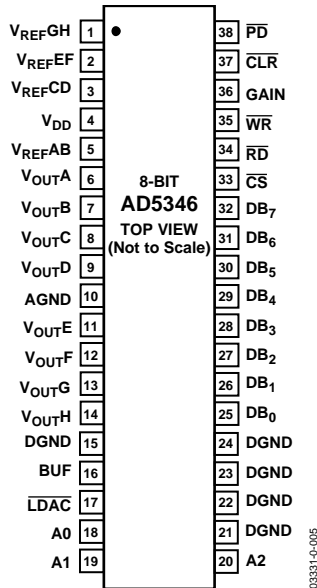 VREFGH 1
VREFEF 2
VREFCD 3
VDD 4
VREFAB 5
VOUTA 6
VOUTB 7
VOUTC 8
VOUTD 9
AGND 10
VOUTE 11
VOUTF 12
VOUTG 13
VOUTH 14
DGND 15
BUF 16
LDAC 17
A0 18
A1 19
8-BIT
AD5346
TOP VIEW
(Not to Scale)
38 PD
37 CLR
36 GAIN
35 WR
34 RD
33 CS
32 DB7
31 DB6
30 DB5
29 DB4
28 DB3
27 DB2
26 DB1
25 DB0
24 DGND
23 DGND
22 DGND
21 DGND
20 A2
03331-0-005